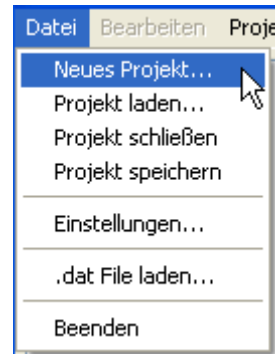 Datei Bearbeiten Proje
Neues Projekt...
Projekt laden...
Projekt schließen
Projekt speichern
Einstellungen...
.dat File laden...
Beenden